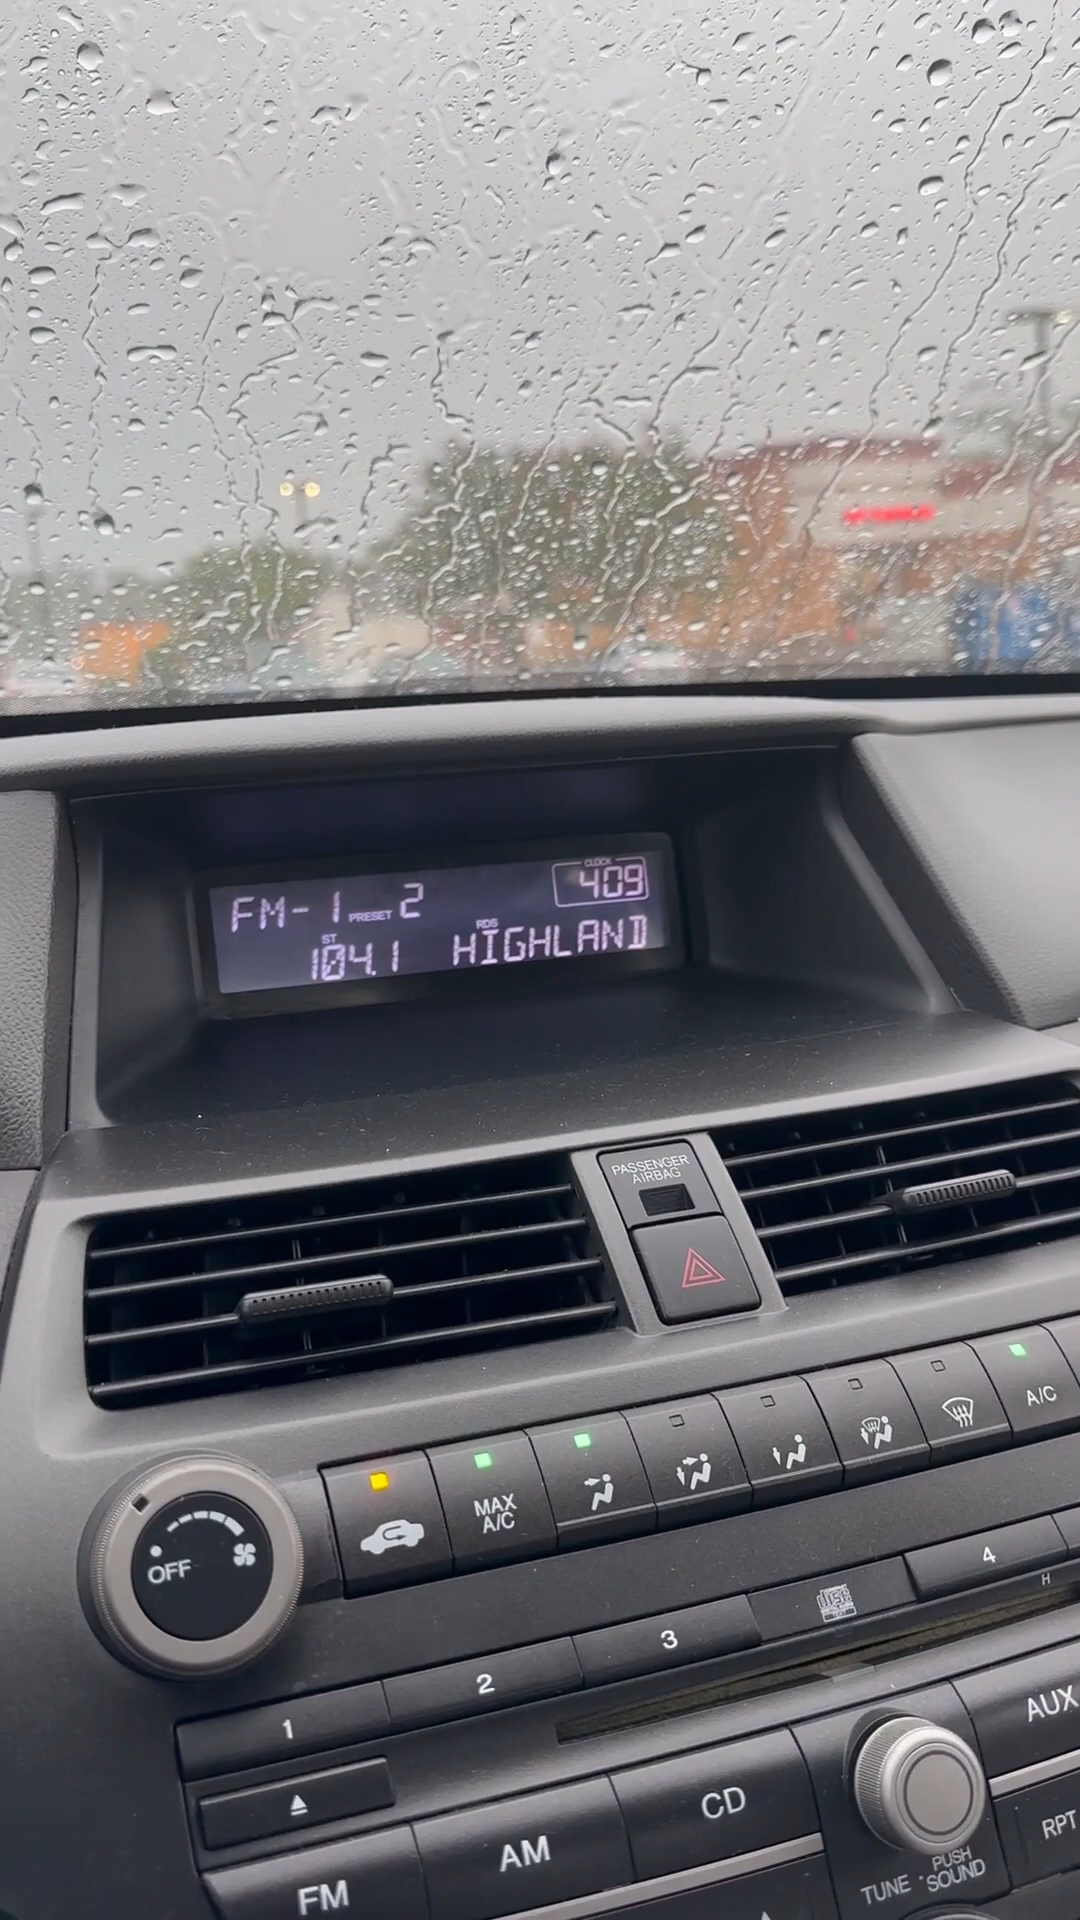 CLOCK
FM-1 PRESET 2 409
ST RDS
104.1 HIGHLAND
PASSENGER
AIRBAG
A/C
MAX
A/C
OFF
4
disc
3
2
1
H
AUX
CD
AM
FM
RPT
PUSH
TUNE · SOUND